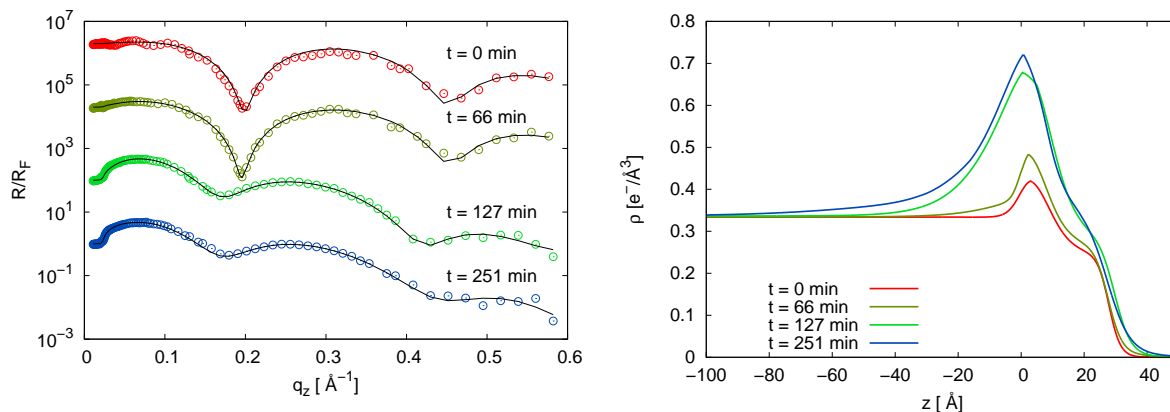 R/R_F
10^7
10^5
10^3
10^1
10^-1
10^-3
t = 0 min
t = 66 min
t = 127 min
t = 251 min
0 0.1 0.2 0.3 0.4 0.5 0.6
q_z [ Å^-1]
ρ [e^-/Å^3]
0.8
0.7
0.6
0.5
0.4
0.3
0.2
0.1
0
t = 0 min
t = 66 min
t = 127 min
t = 251 min
−100 −80 −60 −40 −20 0 20 40
z [ Å]